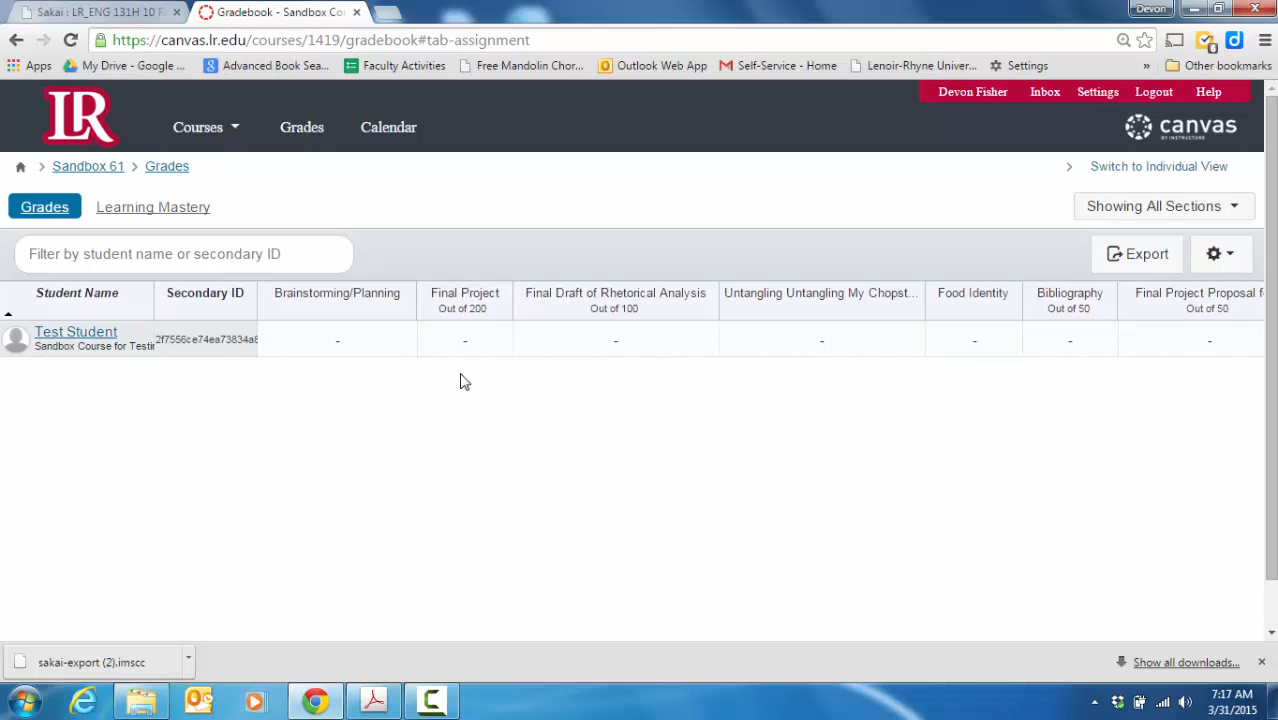 Sakai : LR_ENG 131H 10 F
Gradebook - Sandbox Co
Devon
https://canvas.lr.edu/courses/1419/gradebook#tab-assignment
Apps
My Drive - Google ...
Advanced Book Sea...
Faculty Activities
Free Mandolin Chor...
Outlook Web App
Self-Service - Home
Lenoir-Rhyne Univer...
Settings
»
Other bookmarks
LR
Courses
Grades
Calendar
Devon Fisher
Inbox
Settings
Logout
Help
canvas
BY INSTRUCTURE
Sandbox 61
Grades
Switch to Individual View
Grades
Learning Mastery
Showing All Sections
Filter by student name or secondary ID
Export
Student Name
Secondary ID
Brainstorming/Planning
Final Project
Out of 200
Final Draft of Rhetorical Analysis
Out of 100
Untangling Untangling My Chopst...
Food Identity
Bibliography
Out of 50
Final Project Proposal f
Out of 50
Test Student
Sandbox Course for Testi
2f7556ce74ea73834a8
- - - - - - -
sakai-export (2).imscc
Show all downloads...
7:17 AM
3/31/2015